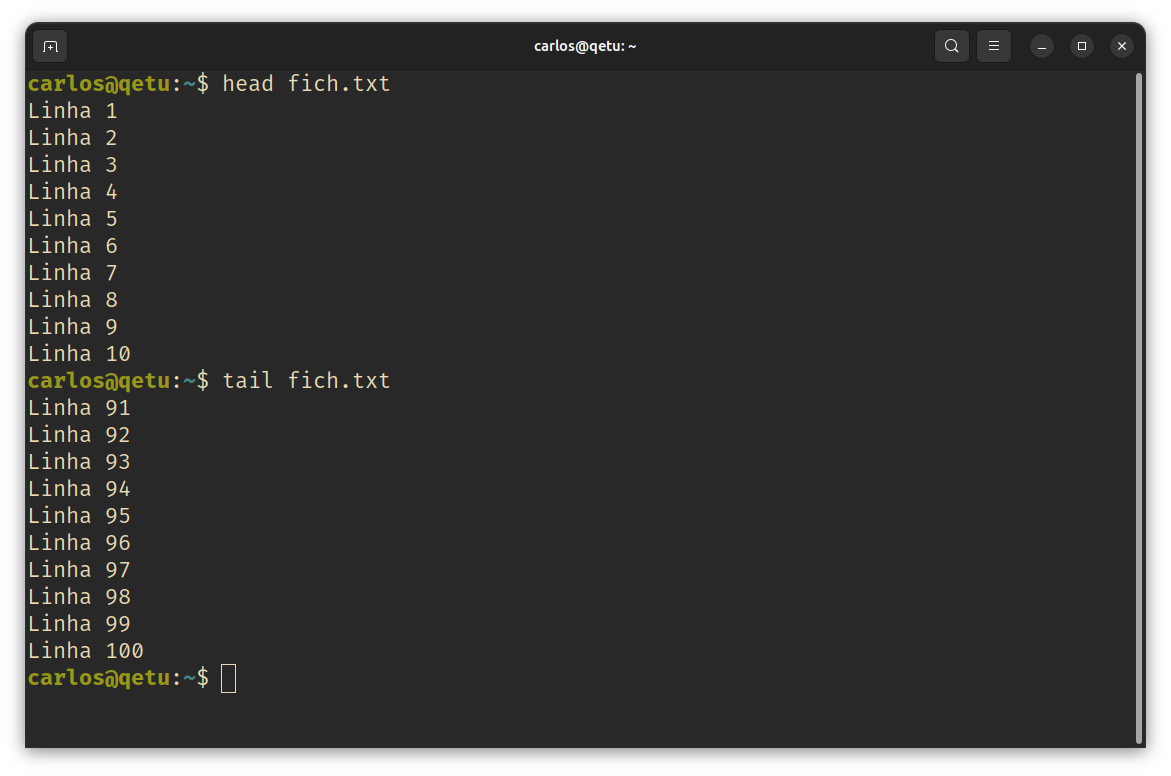 carlos@qetu: ~
carlos@qetu:~$ head fich.txt
Linha 1
Linha 2
Linha 3
Linha 4
Linha 5
Linha 6
Linha 7
Linha 8
Linha 9
Linha 10
carlos@qetu:~$ tail fich.txt
Linha 91
Linha 92
Linha 93
Linha 94
Linha 95
Linha 96
Linha 97
Linha 98
Linha 99
Linha 100
carlos@qetu:~$